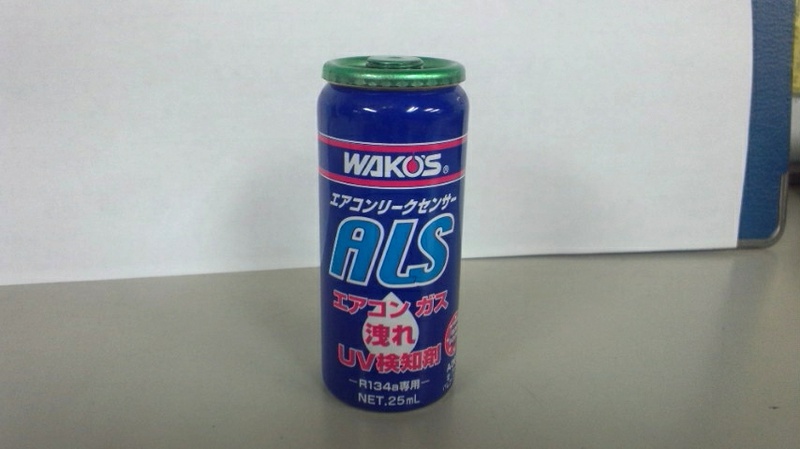 WAKO'S®
エアコンリークセンサー
ALS
エアコン ガス
洩れ
UV検知剤
—R134a専用—
NET.25mL